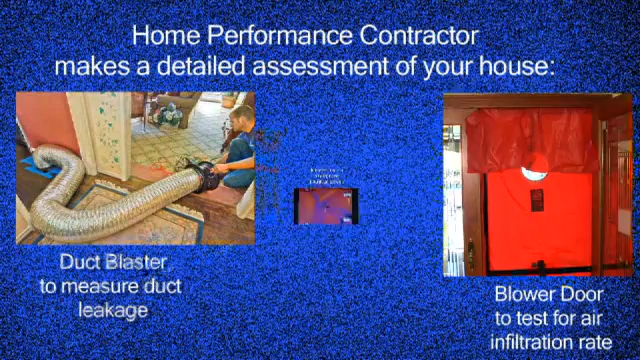 Home Performance Contractor
makes a detailed assessment of your house:
Duct Blaster
to measure duct
leakage
Blower Door
to test for air
infiltration rate